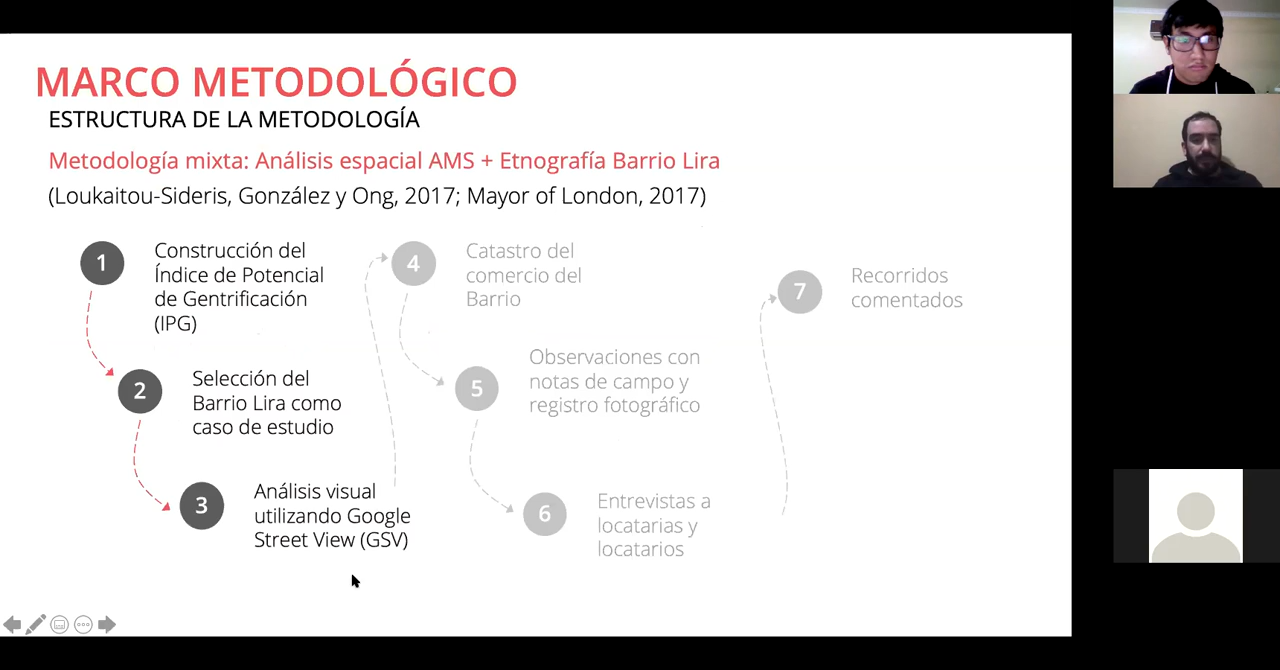 MARCO METODOLÓGICO
ESTRUCTURA DE LA METODOLOGÍA
Metodología mixta: Análisis espacial AMS + Etnografía Barrio Lira
(Loukaitou-Sideris, González y Ong, 2017; Mayor of London, 2017)
1
Construcción del
Índice de Potencial
de Gentrificación
(IPG)
2
Selección del
Barrio Lira como
caso de estudio
3
Análisis visual
utilizando Google
Street View (GSV)
4
Catastro del
comercio del
Barrio
5
Observaciones con
notas de campo y
registro fotográfico
6
Entrevistas a
locatarias y
locatarios
7
Recorridos
comentados